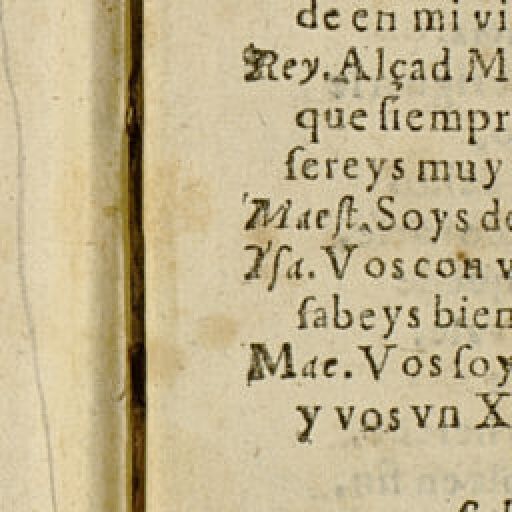 de en mi vi
Rey. Alçad M
que ſiempr
ſereys muy
Maeſt. Soys de
Yſa. Vos con v
ſabeys bien
Mae. Vos ſoy
y vos vn X